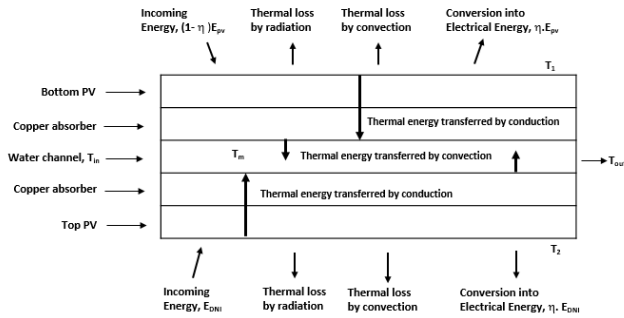 Incoming
Energy, (1- η )Epv
Thermal loss
by radiation
Thermal loss
by convection
Conversion into
Electrical Energy, η.Epv
T1
Bottom PV
Copper absorber
Thermal energy transferred by conduction
Water channel, Tin
Tm
Thermal energy transferred by convection
Tout
Copper absorber
Thermal energy transferred by conduction
Top PV
T2
Incoming
Energy, EDNI
Thermal loss
by radiation
Thermal loss
by convection
Conversion into
Electrical Energy, η. EDNI